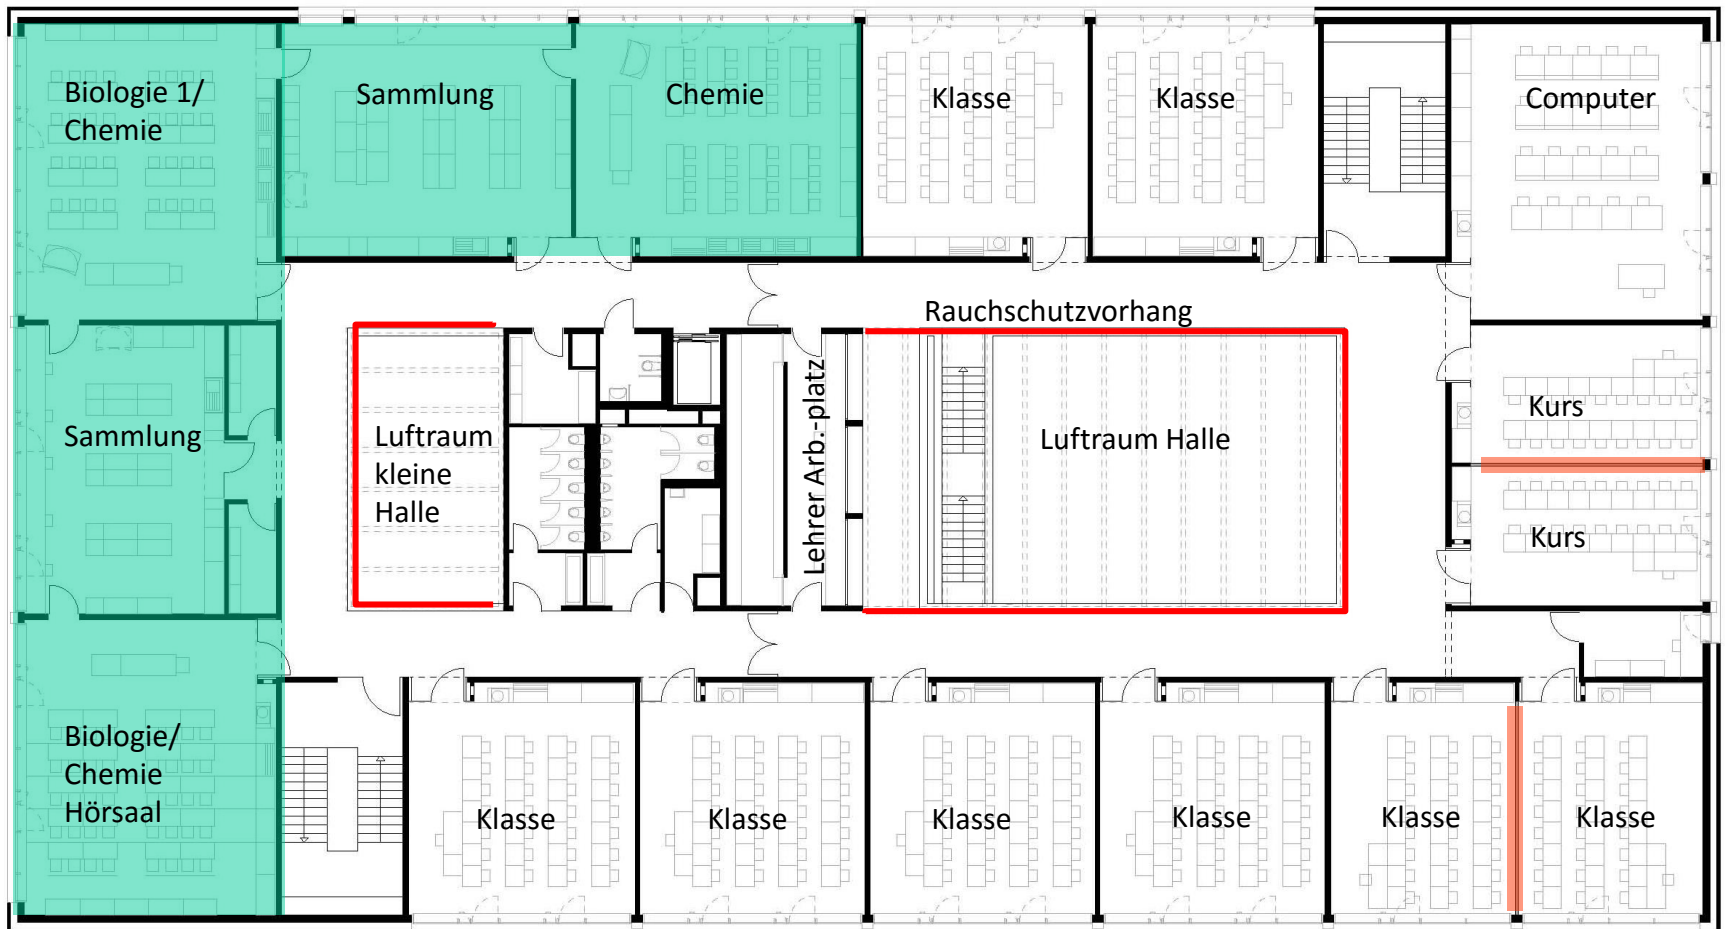 Biologie 1/
Chemie
Sammlung
Chemie
Klasse
Klasse
Computer
Rauchschutzvorhang
Sammlung
Luftraum
kleine
Halle
Lehrer Arb.-platz
Luftraum Halle
Kurs
Kurs
Biologie/
Chemie
Hörsaal
Klasse
Klasse
Klasse
Klasse
Klasse
Klasse